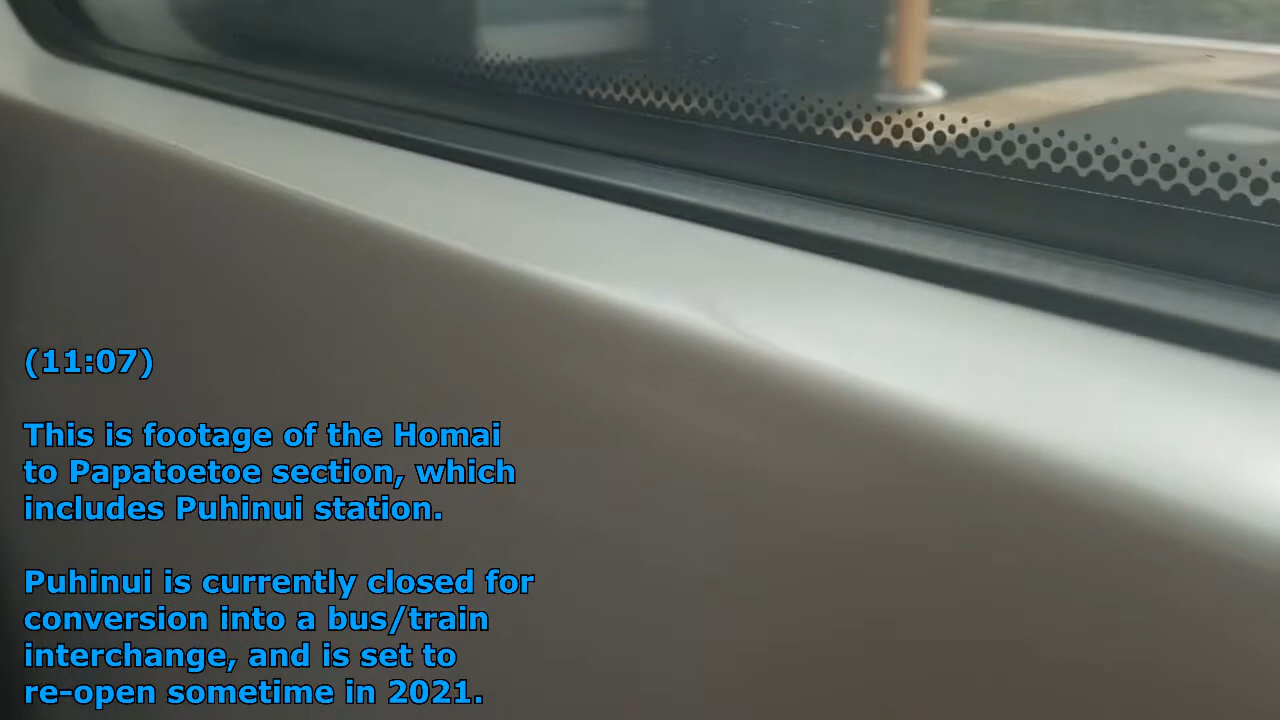 (11:07)
This is footage of the Homai
to Papatoetoe section, which
includes Puhinui station.
Puhinui is currently closed for
conversion into a bus/train
interchange, and is set to
re-open sometime in 2021.